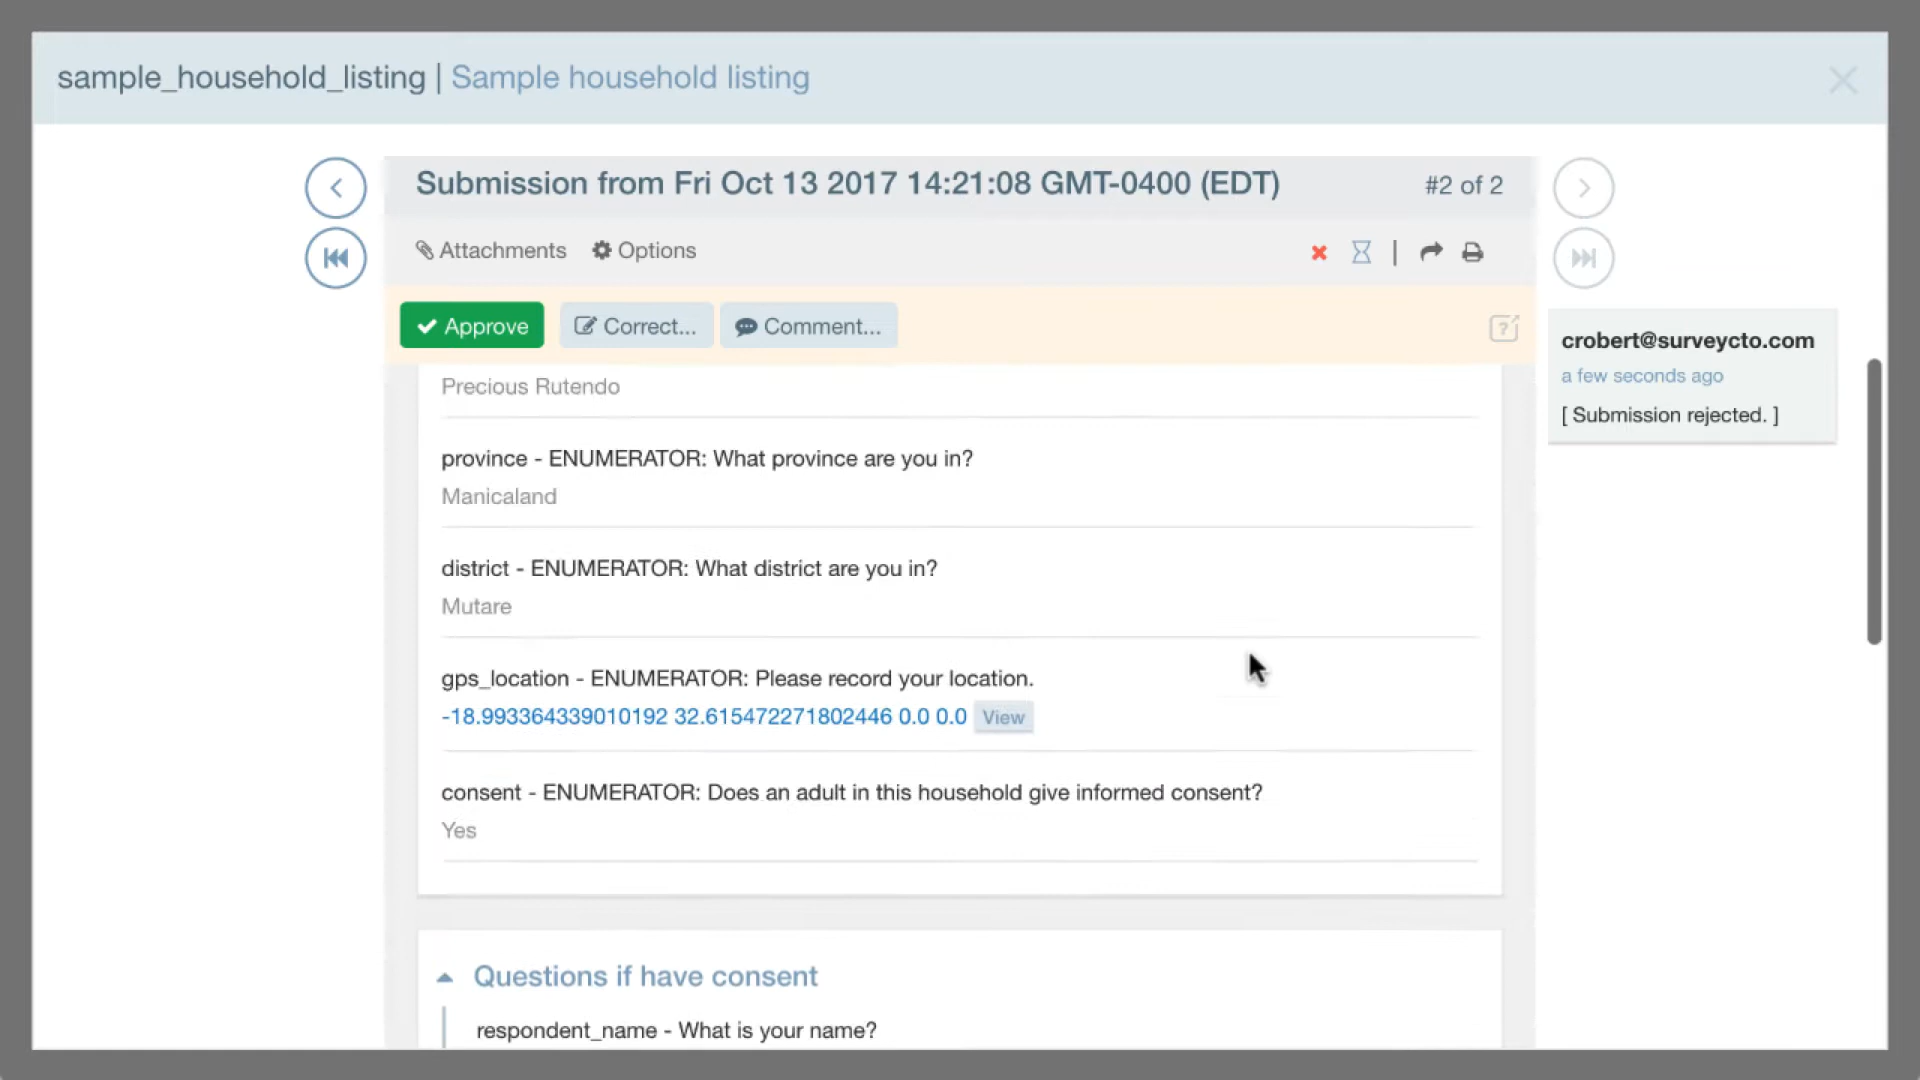 sample_household_listing | Sample household listing
Submission from Fri Oct 13 2017 14:21:08 GMT-0400 (EDT)
#2 of 2
Attachments
Options
Approve
Correct...
Comment...
crobert@surveycto.com
a few seconds ago
[ Submission rejected. ]
Precious Rutendo
province - ENUMERATOR: What province are you in?
Manicaland
district - ENUMERATOR: What district are you in?
Mutare
gps_location - ENUMERATOR: Please record your location.
-18.993364339010192 32.615472271802446 0.0 0.0 View
consent - ENUMERATOR: Does an adult in this household give informed consent?
Yes
Questions if have consent
respondent_name - What is your name?